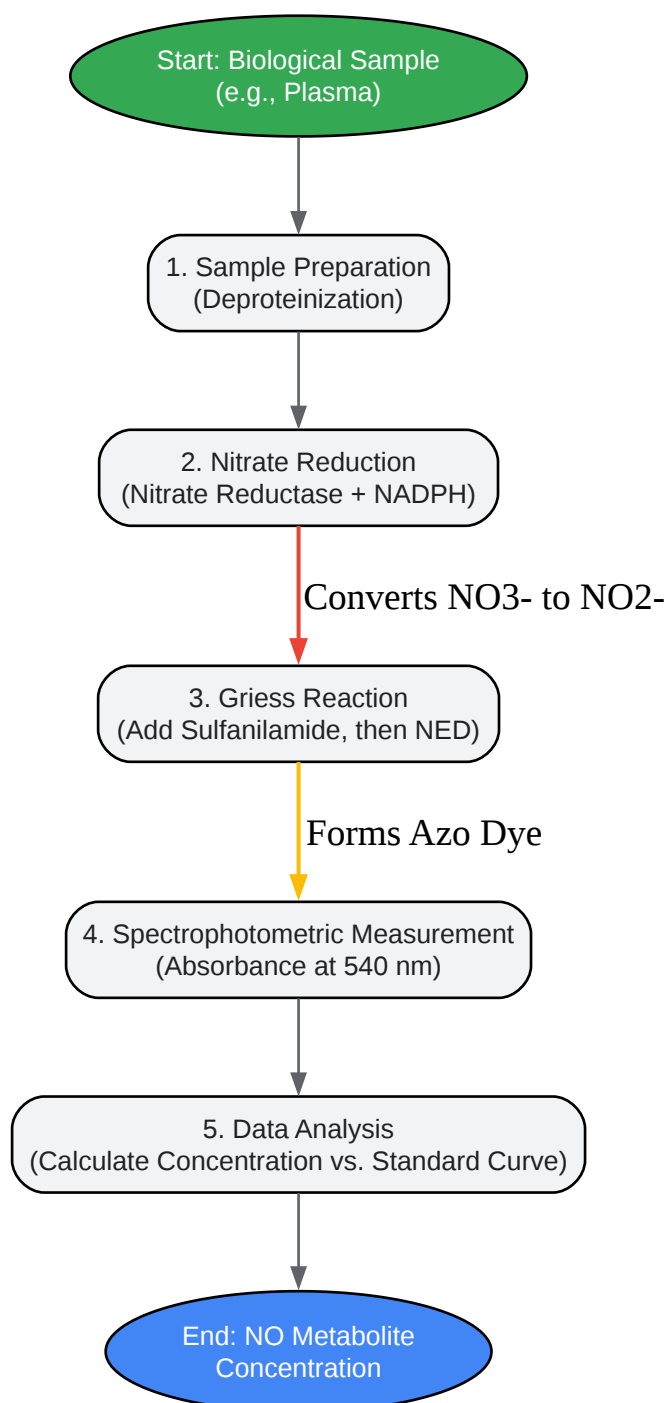 Start: Biological Sample
(e.g., Plasma)
1. Sample Preparation
(Deproteinization)
2. Nitrate Reduction
(Nitrate Reductase + NADPH)
Converts NO3- to NO2-
3. Griess Reaction
(Add Sulfanilamide, then NED)
Forms Azo Dye
4. Spectrophotometric Measurement
(Absorbance at 540 nm)
5. Data Analysis
(Calculate Concentration vs. Standard Curve)
End: NO Metabolite
Concentration